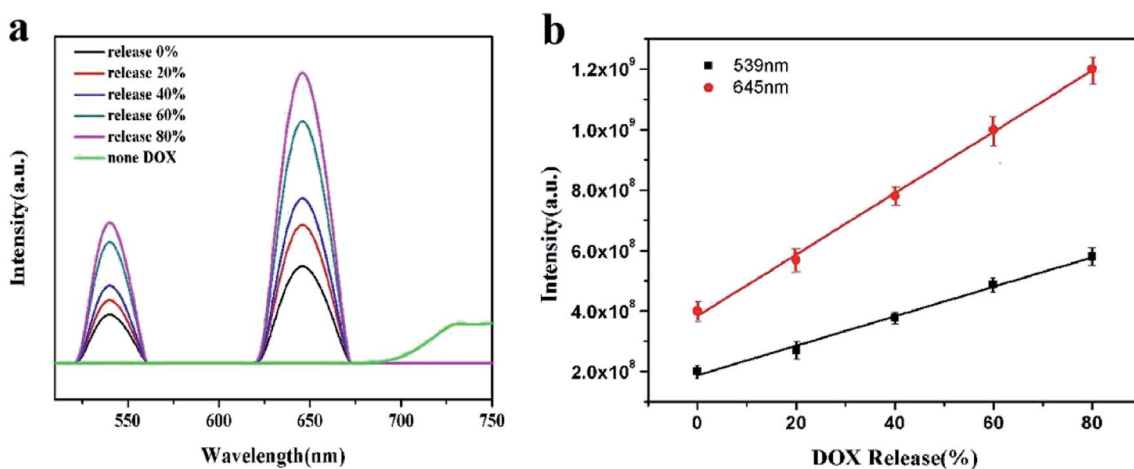 a
release 0%
release 20%
release 40%
release 60%
release 80%
none DOX
Intensity(a.u.)
550
600
650
700
750
Wavelength(nm)
b
539nm
645nm
1.2x10⁹
1.0x10⁹
8.0x10⁸
6.0x10⁸
4.0x10⁸
2.0x10⁸
Intensity(a.u.)
0
20
40
60
80
DOX Release(%)